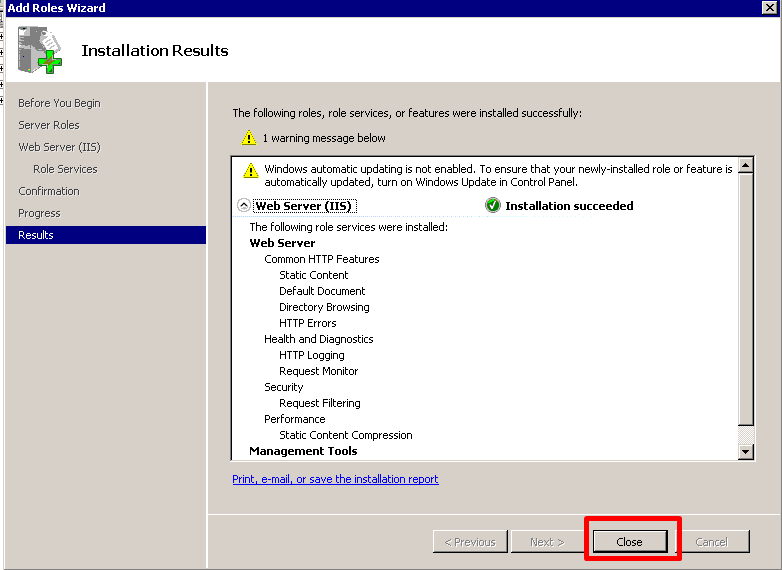 Add Roles Wizard
Installation Results
Before You Begin
Server Roles
Web Server (IIS)
Role Services
Confirmation
Progress
Results
The following roles, role services, or features were installed successfully:
1 warning message below
Windows automatic updating is not enabled. To ensure that your newly-installed role or feature is
automatically updated, turn on Windows Update in Control Panel.
Web Server (IIS) Installation succeeded
The following role services were installed:
Web Server
Common HTTP Features
Static Content
Default Document
Directory Browsing
HTTP Errors
Health and Diagnostics
HTTP Logging
Request Monitor
Security
Request Filtering
Performance
Static Content Compression
Management Tools
Print, e-mail, or save the installation report
< Previous Next > Close Cancel